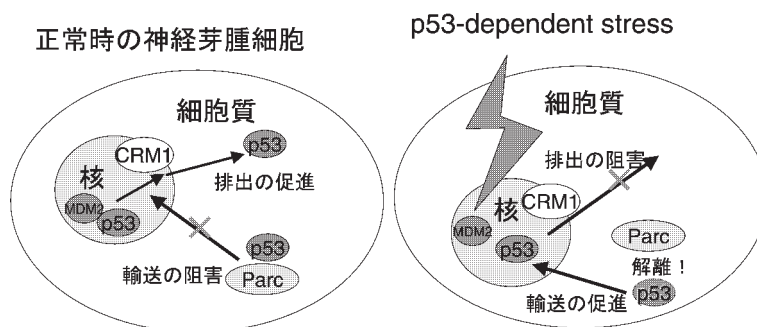 正常時の神経芽腫細胞
細胞質
CRM1
p53
核
排出の促進
MDM2
p53
p53
輸送の阻害
Parc
p53-dependent stress
細胞質
排出の阻害
核
CRM1
MDM2
p53
Parc
解離！
輸送の促進
p53